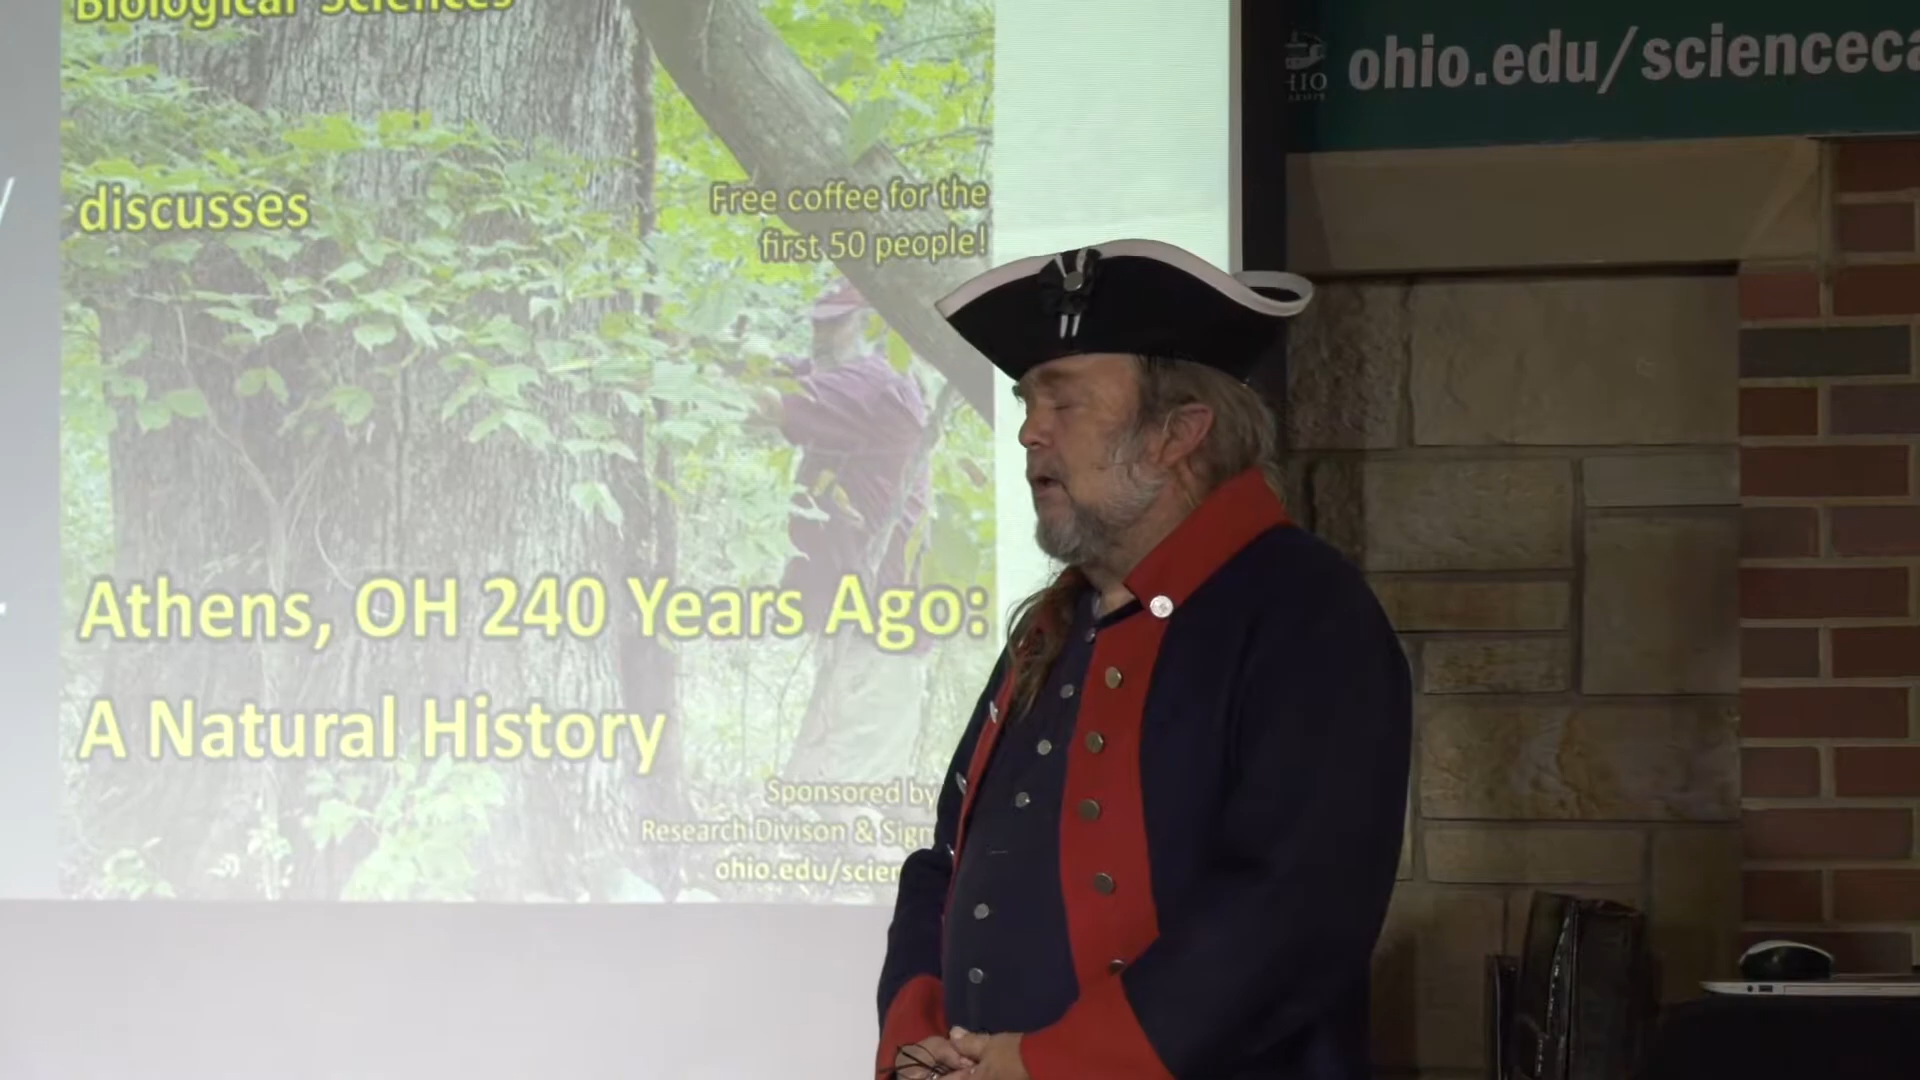 Biological Sciences
discusses
Free coffee for the
first 50 people!
Athens, OH 240 Years Ago:
A Natural History
Sponsored by
Research Divison & Sigm
ohio.edu/scien
ohio.edu/scienceca